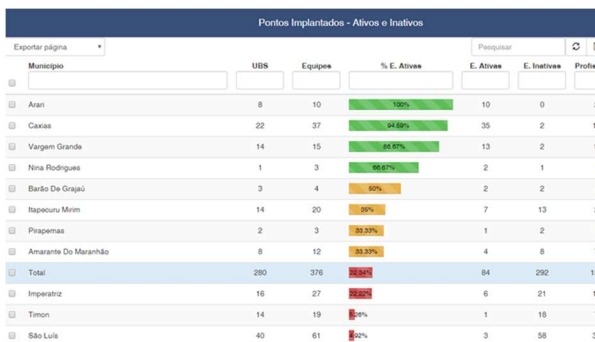 Pontos Implantados - Ativos e Inativos
Exportar página Pesquisar
Município UBS Equipes % E. Ativas E. Ativas E. Inativas
Arari 8 10 100% 10 0
Caxias 22 37 94.59% 35 2
Vargem Grande 14 15 86.67% 13 2
Nina Rodrigues 1 3 66.67% 2 1
Barão De Grajaú 3 4 50% 2 2
Itapecuru Mirim 14 20 35% 7 13
Pirapemas 2 3 33.33% 1 2
Amarante Do Maranhão 8 12 33.33% 4 8
Total 280 376 22.34% 84 292
Imperatriz 16 27 22.22% 6 21
Timon 14 19 5.26% 1 18
São Luís 40 61 4.92% 3 58